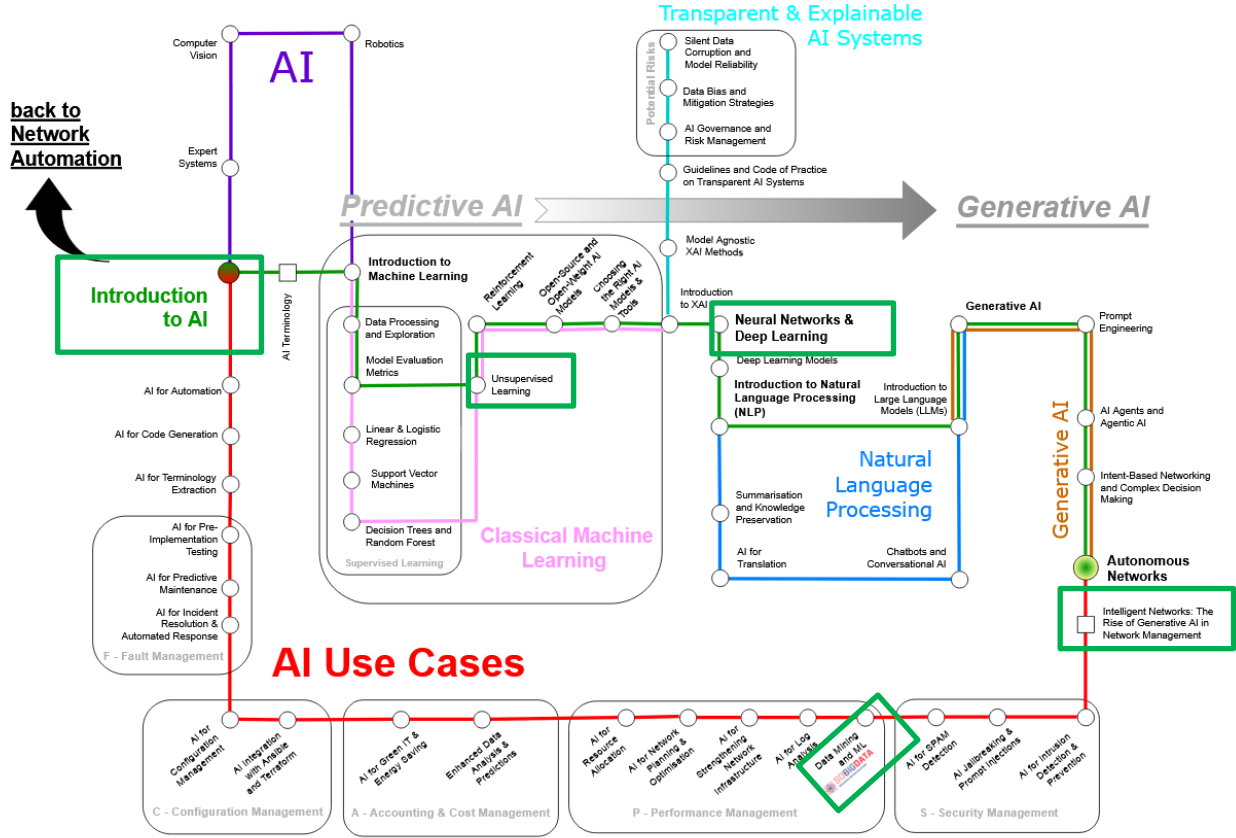 Transparent & Explainable
AI Systems
Computer
Vision
Robotics
AI
Silent Data
Corruption and
Model Reliability
Data Bias and
Mitigation Strategies
AI Governance and
Risk Management
Potential Risks
Guidelines and Code of Practice
on Transparent AI Systems
back to
Network
Automation
Expert
Systems
Predictive AI
Generative AI
Model Agnostic
XAI Methods
Introduction
to XAI
Introduction
to AI
AI Terminology
Introduction to
Machine Learning
Reinforcement
Learning
Open-Source and
Open-Weight AI
Models
Choosing
the Right AI
Models &
Tools
Data Processing
and Exploration
Model Evaluation
Metrics
Unsupervised
Learning
Linear & Logistic
Regression
Support Vector
Machines
Decision Trees and
Random Forest
Supervised Learning
Classical Machine
Learning
Neural Networks &
Deep Learning
Deep Learning Models
Introduction to Natural
Language Processing
(NLP)
Introduction to
Large Language
Models (LLMs)
Natural
Language
Processing
Summarisation
and Knowledge
Preservation
AI for
Translation
Chatbots and
Conversational AI
Generative AI
Prompt
Engineering
Generative AI
AI Agents and
Agentic AI
Intent-Based Networking
and Complex Decision
Making
Autonomous
Networks
Intelligent Networks: The
Rise of Generative AI in
Network Management
AI for Automation
AI for Code Generation
AI for Terminology
Extraction
AI for Pre-
Implementation
Testing
AI for Predictive
Maintenance
AI for Incident
Resolution &
Automated Response
F - Fault Management
AI Use Cases
AI for
Configuration
Management
AI Integration
with Ansible
and Terraform
C - Configuration Management
AI for Green IT &
Energy Saving
Enhanced Data
Analysis &
Predictions
A - Accounting & Cost Management
AI for
Resource
Allocation
AI for Network
Planning &
Optimisation
AI for
Strengthening
Network
Infrastructure
AI for Log
Analysis
Data Mining
and ML
SOBIGDATA
P - Performance Management
AI for SPAM
Detection
AI Jailbreaking &
Prompt Injections
AI for Intrusion
Detection &
Prevention
S - Security Management